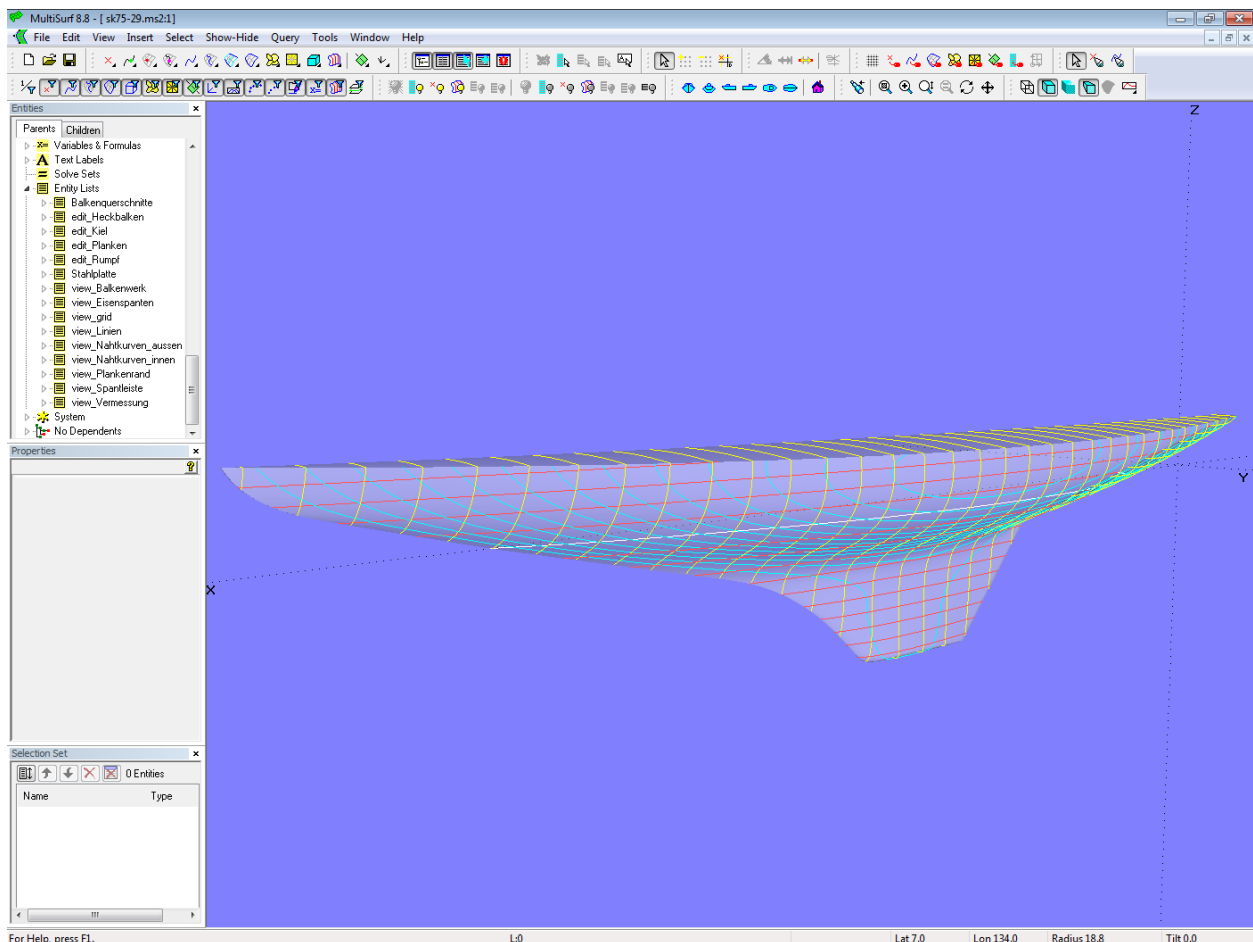 MultiSurf 8.8 - [ sk75-29.ms2:1]
File Edit View Insert Select Show-Hide Query Tools Window Help
Entities
Parents Children
Variables & Formulas
Text Labels
Solve Sets
Entity Lists
Balkenquerschnitte
edit_Heckbalken
edit_Kiel
edit_Planken
edit_Rumpf
Stahlplatte
view_Balkenwerk
view_Eisenspanten
view_grid
view_Linien
view_Nahtkurven_aussen
view_Nahtkurven_innen
view_Plankenrand
view_Spantleiste
view_Vermessung
System
No Dependents
Properties
Selection Set
0 Entities
Name Type
Z
Y
X
For Help, press F1. L:0 Lat 7.0 Lon 134.0 Radius 18.8 Tilt 0.0